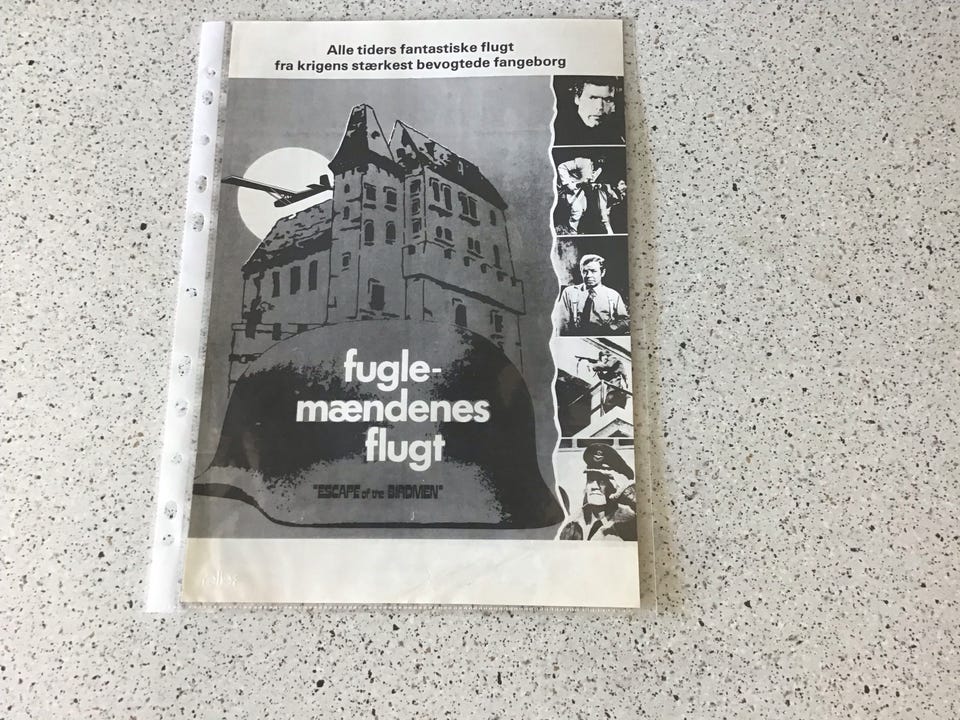 Alle tiders fantastiske flugt
fra krigens stærkest bevogtede fangeborg
fugle-
mændenes
flugt
"ESCAPE of the BIRDMEN"